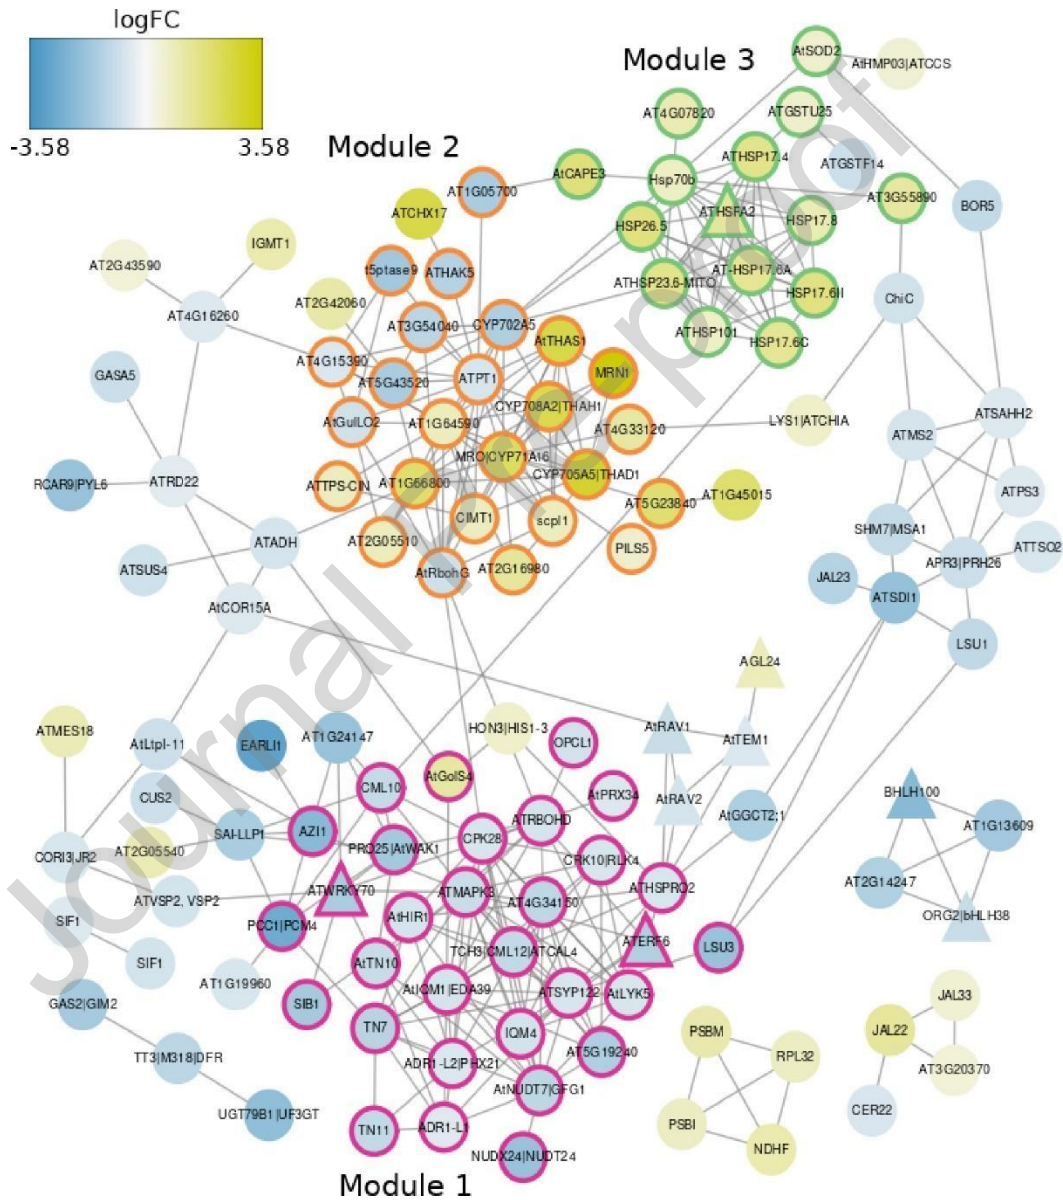 logFC
-3.58 3.58
Module 3
Module 2
AtSOD2
AtHMP03|ATCCS
AT4G07820
ATGSTU25
ATHSP17.4
ATGSTF14
AtCAPE3
Hsp70b
AT3G55890
AT1G05700
ATCHX17
ATHSFA2
HSP17.8
BOR5
HSP26.5
IGMT1
AT2G43590
t5ptase9
ATHAK5
AT-HSP17.6A
ATHSP23.6-MITO
HSP17.6II
AT2G42060
ChiC
AT4G16260
AT3G54040
CYP702A5
ATHSP101
HSP17.6C
AtTHAS1
AT4G15390
GASA5
AT5G43520
ATPT1
MRN1
CYP708A2|THAH1
AtGulLO2
AT1G64590
AT4G33120
LYS1|ATCHIA
ATSAHH2
ATMS2
MRO|CYP71A16
CYP705A5|THAD1
RCAR9|PYL6
ATRD22
ATTPS-CIN
AT1G66800
AT5G23840
AT1G45015
ATPS3
CIMT1
scpl1
SHM7|MSA1
ATADH
AT2G05510
PILS5
ATTSO2
APR3|PRH26
ATSUS4
AtRbohG
AT2G16980
JAL23
ATSDI1
AtCOR15A
LSU1
AGL24
ATMES18
AtLtpI-11
EARLI1
AT1G24147
HON3|HIS1-3
OPCL1
AtRAV1
AtTEM1
CUS2
CML10
AtGolS4
AtPRX34
AtRAV2
BHLH100
AtGGCT2;1
AT1G13609
SAI-LLP1
AZI1
ATRBOHD
CORI3|JR2
AT2G05540
PRO25|AtWAK1
CPK28
CRK10|RLK4
AT2G14247
ATVSP2, VSP2
ATWRKY70
ATMAPK3
AT4G34150
ATHSPRO2
ORG2|bHLH38
SIF1
PCC1|PCM4
AtHIR1
TCH3|CML12|ATCAL4
ATERF6
LSU3
SIF1
AtTN10
AT1G19960
AtIQM1|EDA39
ATSYP122
AtLYK5
JAL33
GAS2|GIM2
SIB1
TN7
IQM4
PSBM
JAL22
TT3|M318|DFR
ADR1-L2|PHX21
AT5G19240
RPL32
AT3G20370
AtNUDT7|GFG1
UGT79B1|UF3GT
CER22
TN11
ADR1-L1
PSBI
NDHF
NUDX24|NUDT24
Module 1
Journal Pre-proof